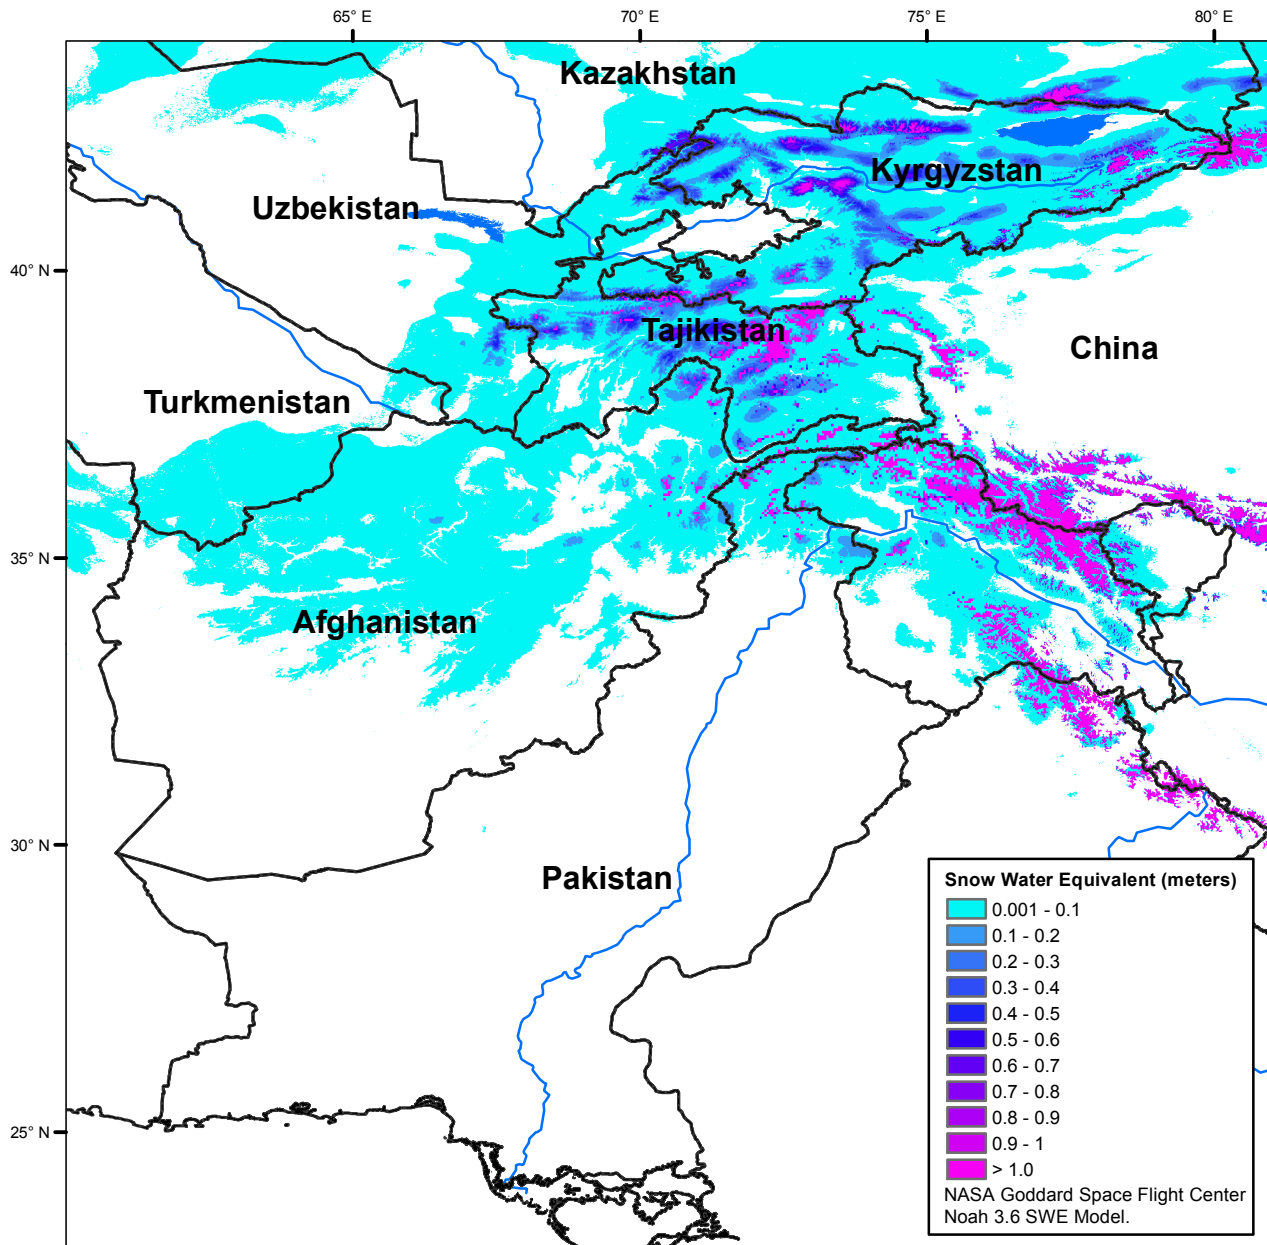 65° E
70° E
75° E
80° E
Kazakhstan
Kyrgyzstan
Uzbekistan
40° N
Tajikistan
China
Turkmenistan
35° N
Afghanistan
30° N
Pakistan
25° N
Snow Water Equivalent (meters)
0.001 - 0.1
0.1 - 0.2
0.2 - 0.3
0.3 - 0.4
0.4 - 0.5
0.5 - 0.6
0.6 - 0.7
0.7 - 0.8
0.8 - 0.9
0.9 - 1
> 1.0
NASA Goddard Space Flight Center
Noah 3.6 SWE Model.